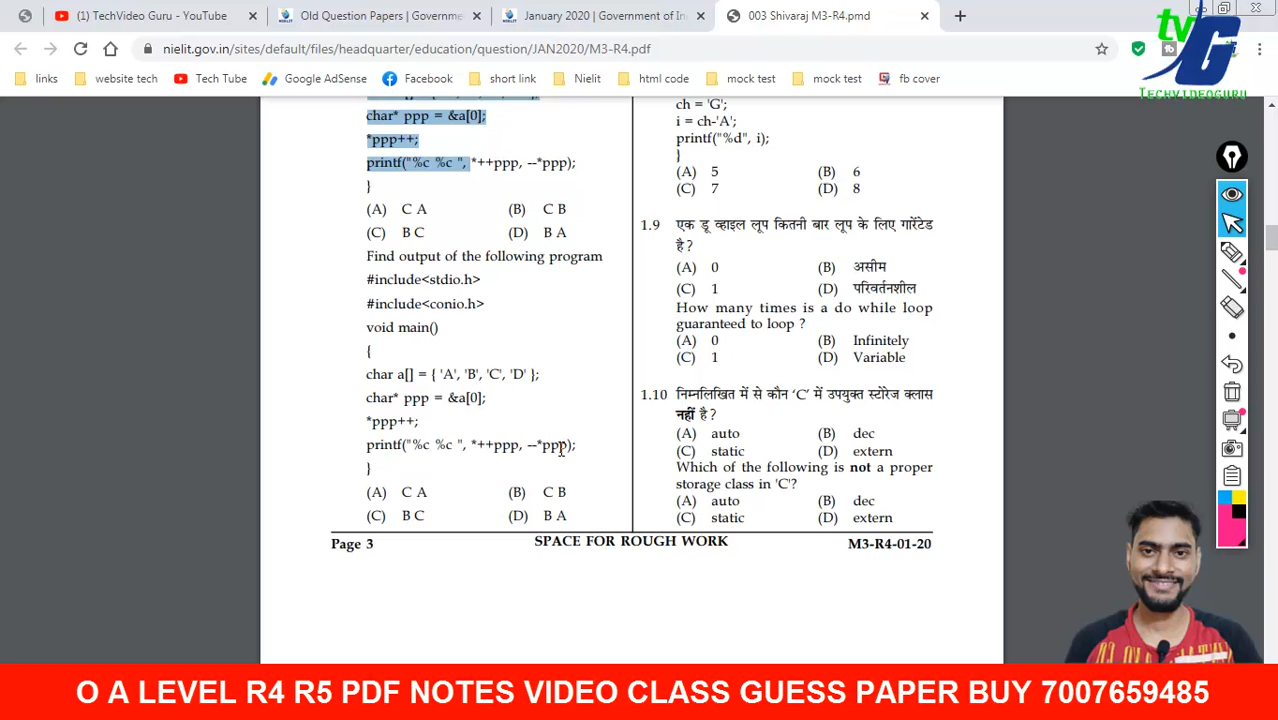 (1) TechVideo Guru - YouTube
Old Question Papers | Governme
January 2020 | Government of In
003 Shivaraj M3-R4.pmd
nielit.gov.in/sites/default/files/headquarter/education/question/JAN2020/M3-R4.pdf
links
website tech
Tech Tube
Google AdSense
Facebook
short link
Nielit
html code
mock test
mock test
fb cover
tv
G
TECHVIDEOGURU
char* ppp = &a[0];
*ppp++;
printf("%c %c ", *++ppp, --*ppp);
}
(A) C A (B) C B
(C) B C (D) B A
Find output of the following program
#include<stdio.h>
#include<conio.h>
void main()
{
char a[] = { 'A', 'B', 'C', 'D' };
char* ppp = &a[0];
*ppp++;
printf("%c %c ", *++ppp, --*ppp);
}
(A) C A (B) C B
(C) B C (D) B A
ch = 'G';
i = ch-'A';
printf("%d", i);
}
(A) 5 (B) 6
(C) 7 (D) 8
1.9 एक डू व्हाइल लूप कितनी बार लूप के लिए गारेंटेड
है?
(A) 0 (B) असीम
(C) 1 (D) परिवर्तनशील
How many times is a do while loop
guaranteed to loop ?
(A) 0 (B) Infinitely
(C) 1 (D) Variable
1.10 निम्नलिखित में से कौन 'C' में उपयुक्त स्टोरेज क्लास
नहीं है?
(A) auto (B) dec
(C) static (D) extern
Which of the following is not a proper
storage class in 'C'?
(A) auto (B) dec
(C) static (D) extern
Page 3 SPACE FOR ROUGH WORK M3-R4-01-20
O A LEVEL R4 R5 PDF NOTES VIDEO CLASS GUESS PAPER BUY 7007659485